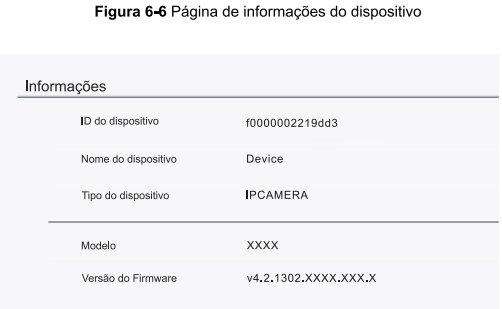 Figura 6-6 Página de informações do dispositivo
Informações
ID do dispositivo f0000002219dd3
Nome do dispositivo Device
Tipo do dispositivo IPCAMERA
Modelo XXXX
Versão do Firmware v4.2.1302.XXXX.XXX.X